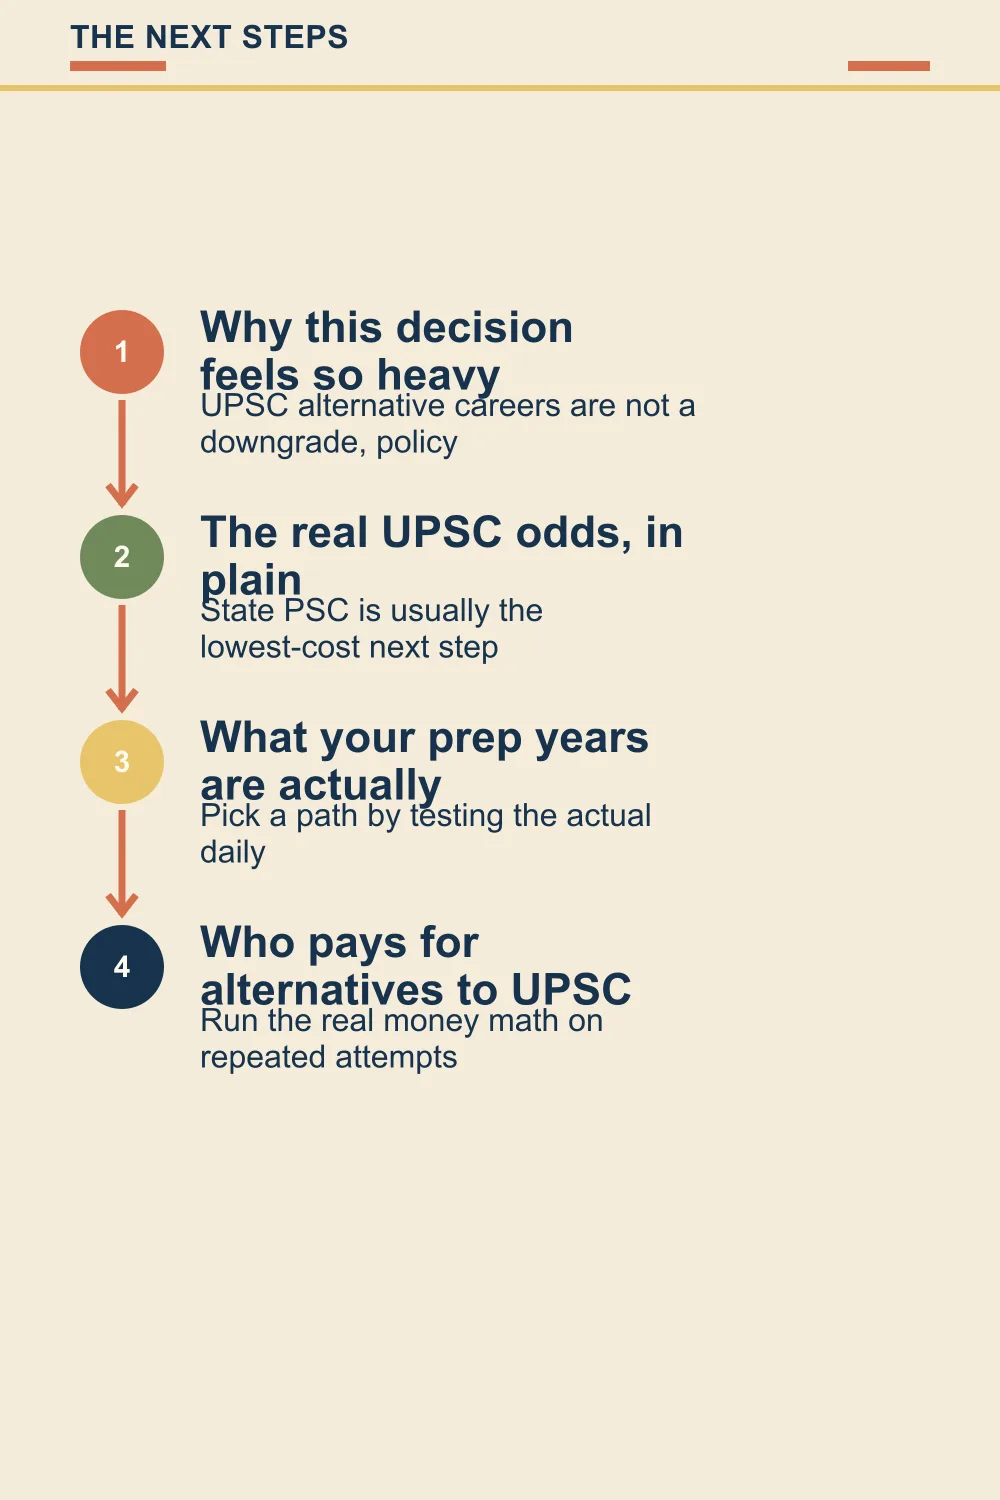 THE NEXT STEPS
1
Why this decision
feels so heavy
UPSC alternative careers are not a
downgrade, policy
2
The real UPSC odds, in
plain
State PSC is usually the
lowest-cost next step
3
What your prep years
are actually
Pick a path by testing the actual
daily
4
Who pays for
alternatives to UPSC
Run the real money math on
repeated attempts